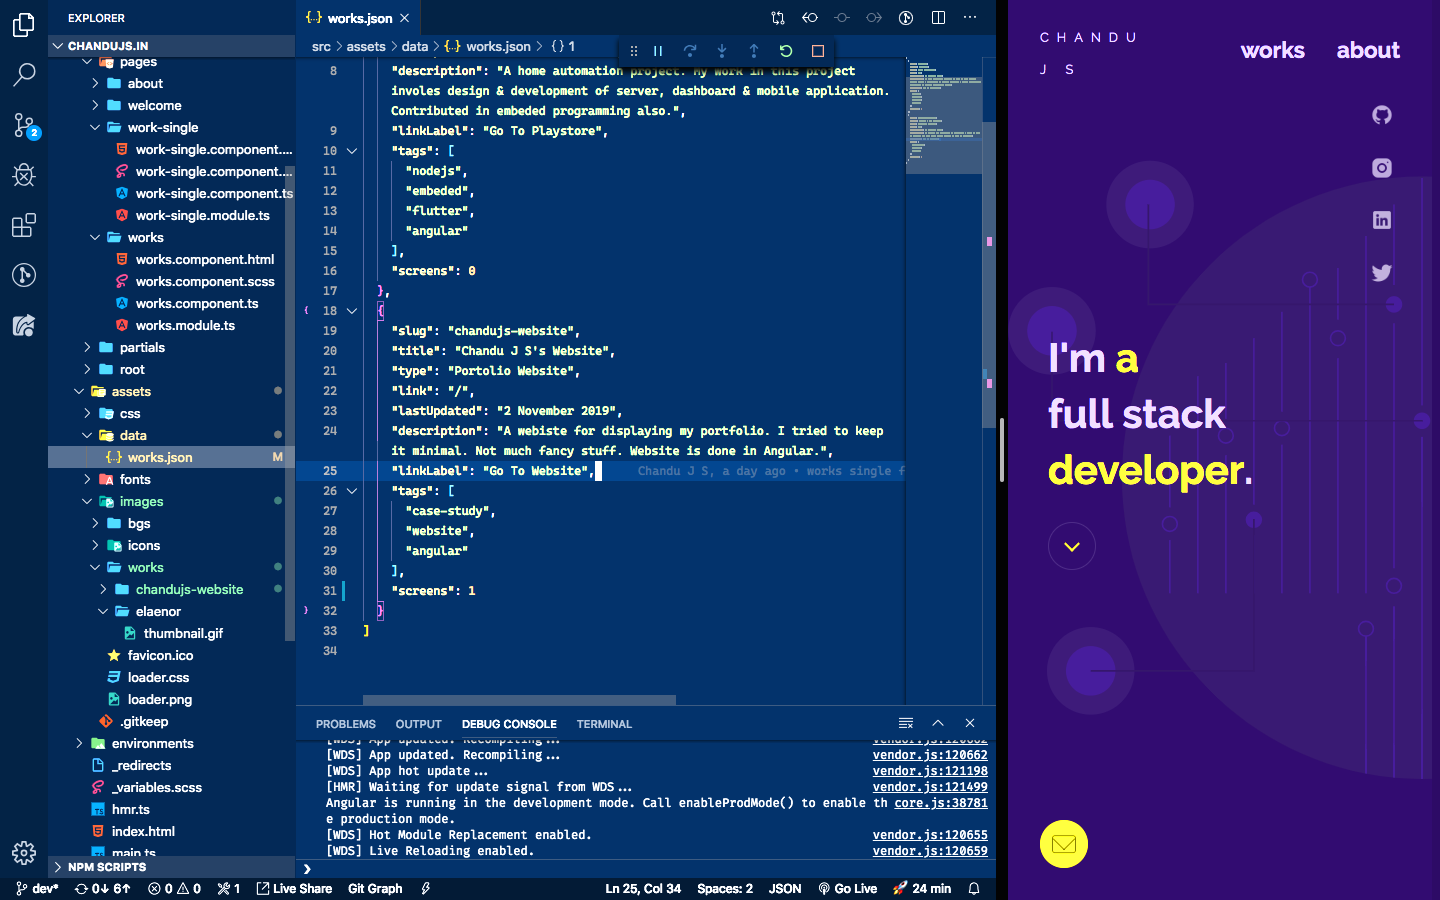 EXPLORER
CHANDUJS.IN
pages
about
welcome
work-single
work-single.component....
work-single.component....
work-single.component.ts
work-single.module.ts
works
works.component.html
works.component.scss
works.component.ts
works.module.ts
partials
root
assets
css
data
works.json M
fonts
images
bgs
icons
works
chandujs-website
elaenor
thumbnail.gif
favicon.ico
loader.css
loader.png
.gitkeep
environments
_redirects
_variables.scss
hmr.ts
index.html
main.ts
NPM SCRIPTS
2
{..} works.json
src > assets > data > {..} works.json > { } 1
8 "description": "A home automation project. My work in this project
involes design & development of server, dashboard & mobile application.
Contributed in embeded programming also.",
9 "linkLabel": "Go To Playstore",
10 "tags": [
11 "nodejs",
12 "embeded",
13 "flutter",
14 "angular"
15 ],
16 "screens": 0
17 },
18 {
19 "slug": "chandujs-website",
20 "title": "Chandu J S's Website",
21 "type": "Portolio Website",
22 "link": "/",
23 "lastUpdated": "2 November 2019",
24 "description": "A webiste for displaying my portfolio. I tried to keep
it minimal. Not much fancy stuff. Website is done in Angular.",
25 "linkLabel": "Go To Website", Chandu J S, a day ago • works single f
26 "tags": [
27 "case-study",
28 "website",
29 "angular"
30 ],
31 "screens": 1
32 }
33 ]
34
PROBLEMS OUTPUT DEBUG CONSOLE TERMINAL
[WDS] App updated. Recompiling... vendor.js:120662
[WDS] App updated. Recompiling... vendor.js:120662
[WDS] App hot update... vendor.js:121198
[HMR] Waiting for update signal from WDS... vendor.js:121499
Angular is running in the development mode. Call enableProdMode() to enable th core.js:38781
e production mode.
[WDS] Hot Module Replacement enabled. vendor.js:120655
[WDS] Live Reloading enabled. vendor.js:120659
dev* 0↓ 6↑ 0 0 1 Live Share Git Graph Ln 25, Col 34 Spaces: 2 JSON Go Live 24 min
CHANDU
J S
works about
I'm a
full stack
developer.